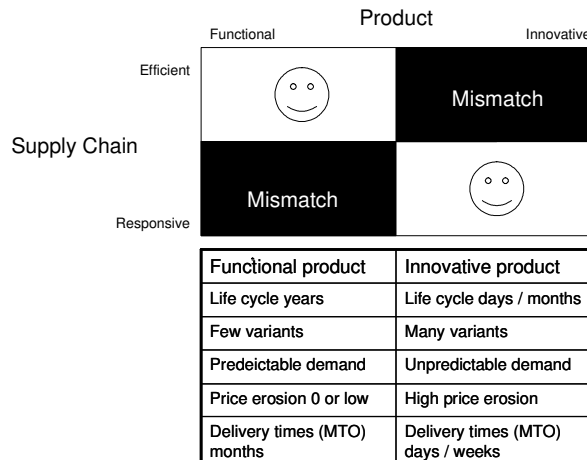 Product
Functional
Innovative
Efficient
Mismatch
Supply Chain
Mismatch
Responsive
Functional product
Innovative product
Life cycle years
Life cycle days / months
Few variants
Many variants
Predeictable demand
Unpredictable demand
Price erosion 0 or low
High price erosion
Delivery times (MTO)
months
Delivery times (MTO)
days / weeks